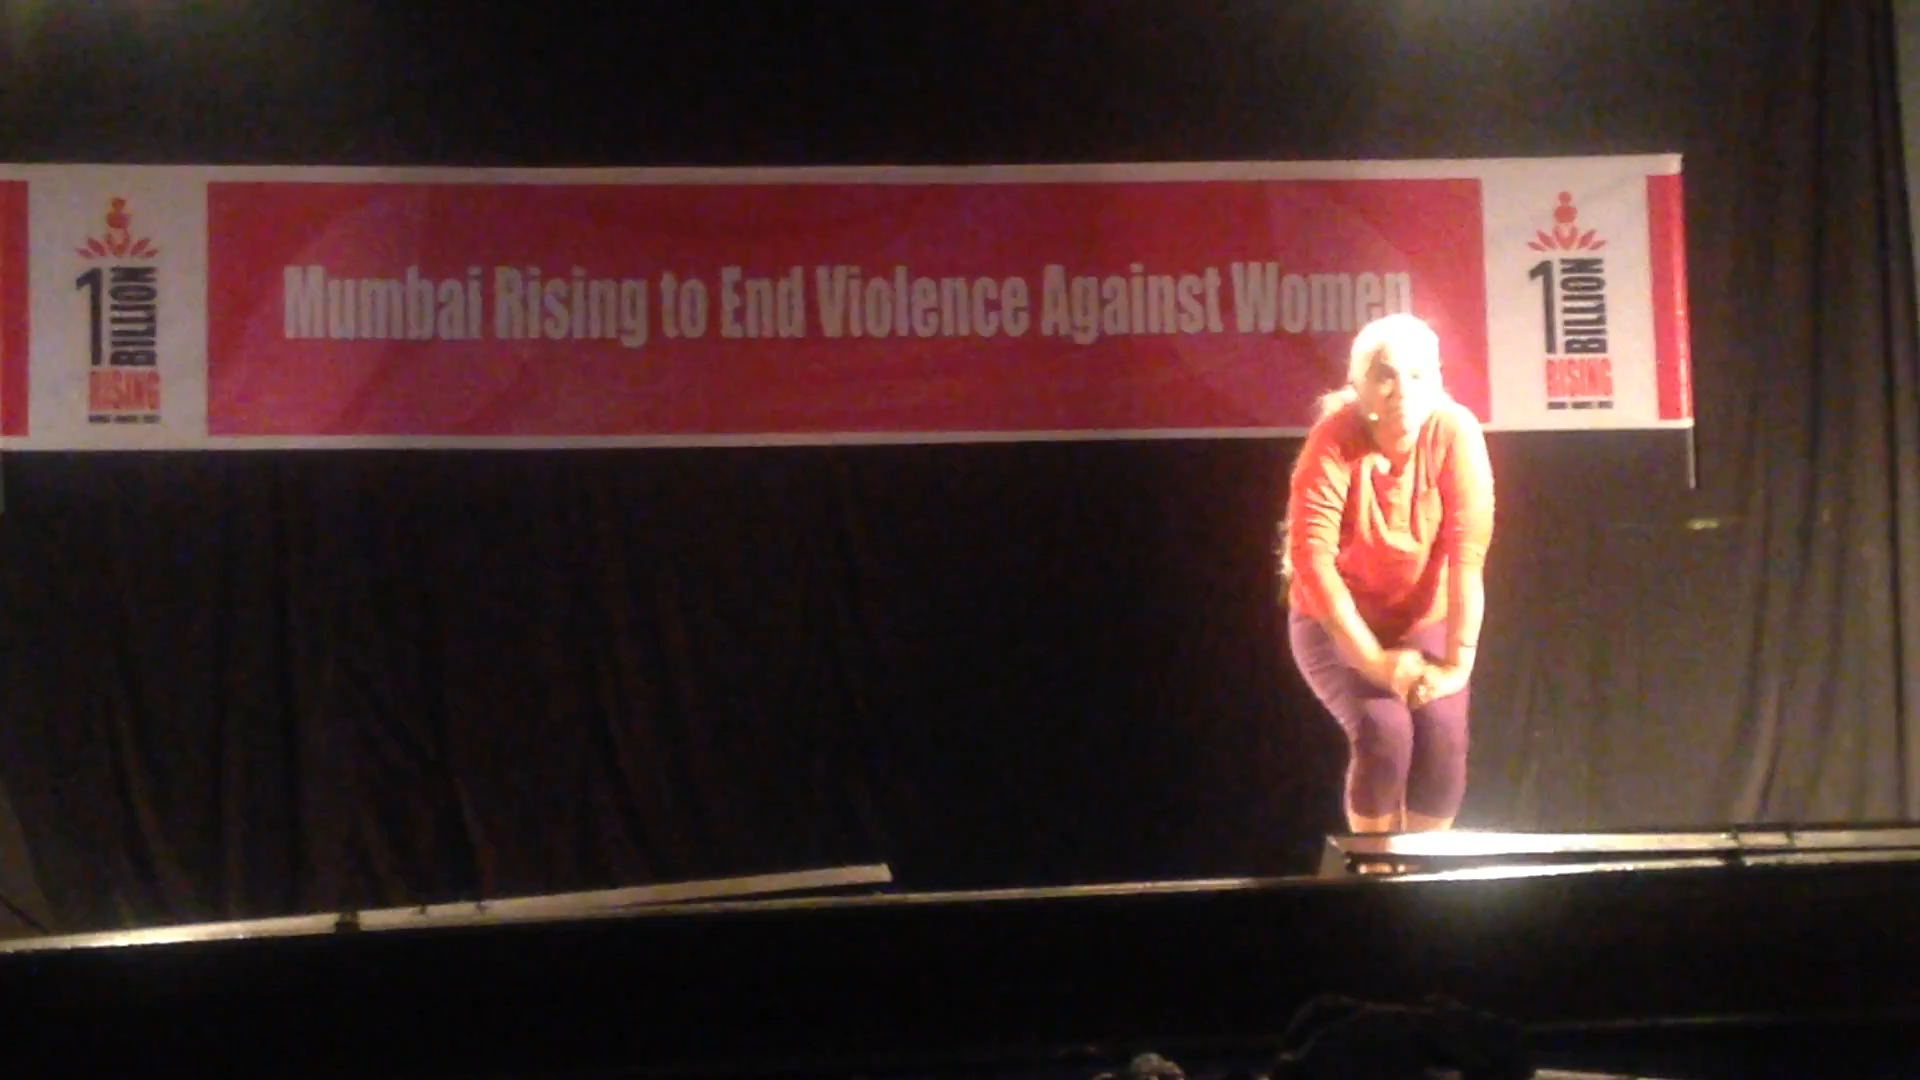 1
BILLION
RISING
Mumbai Rising to End Violence Against Women
1
BILLION
RISING